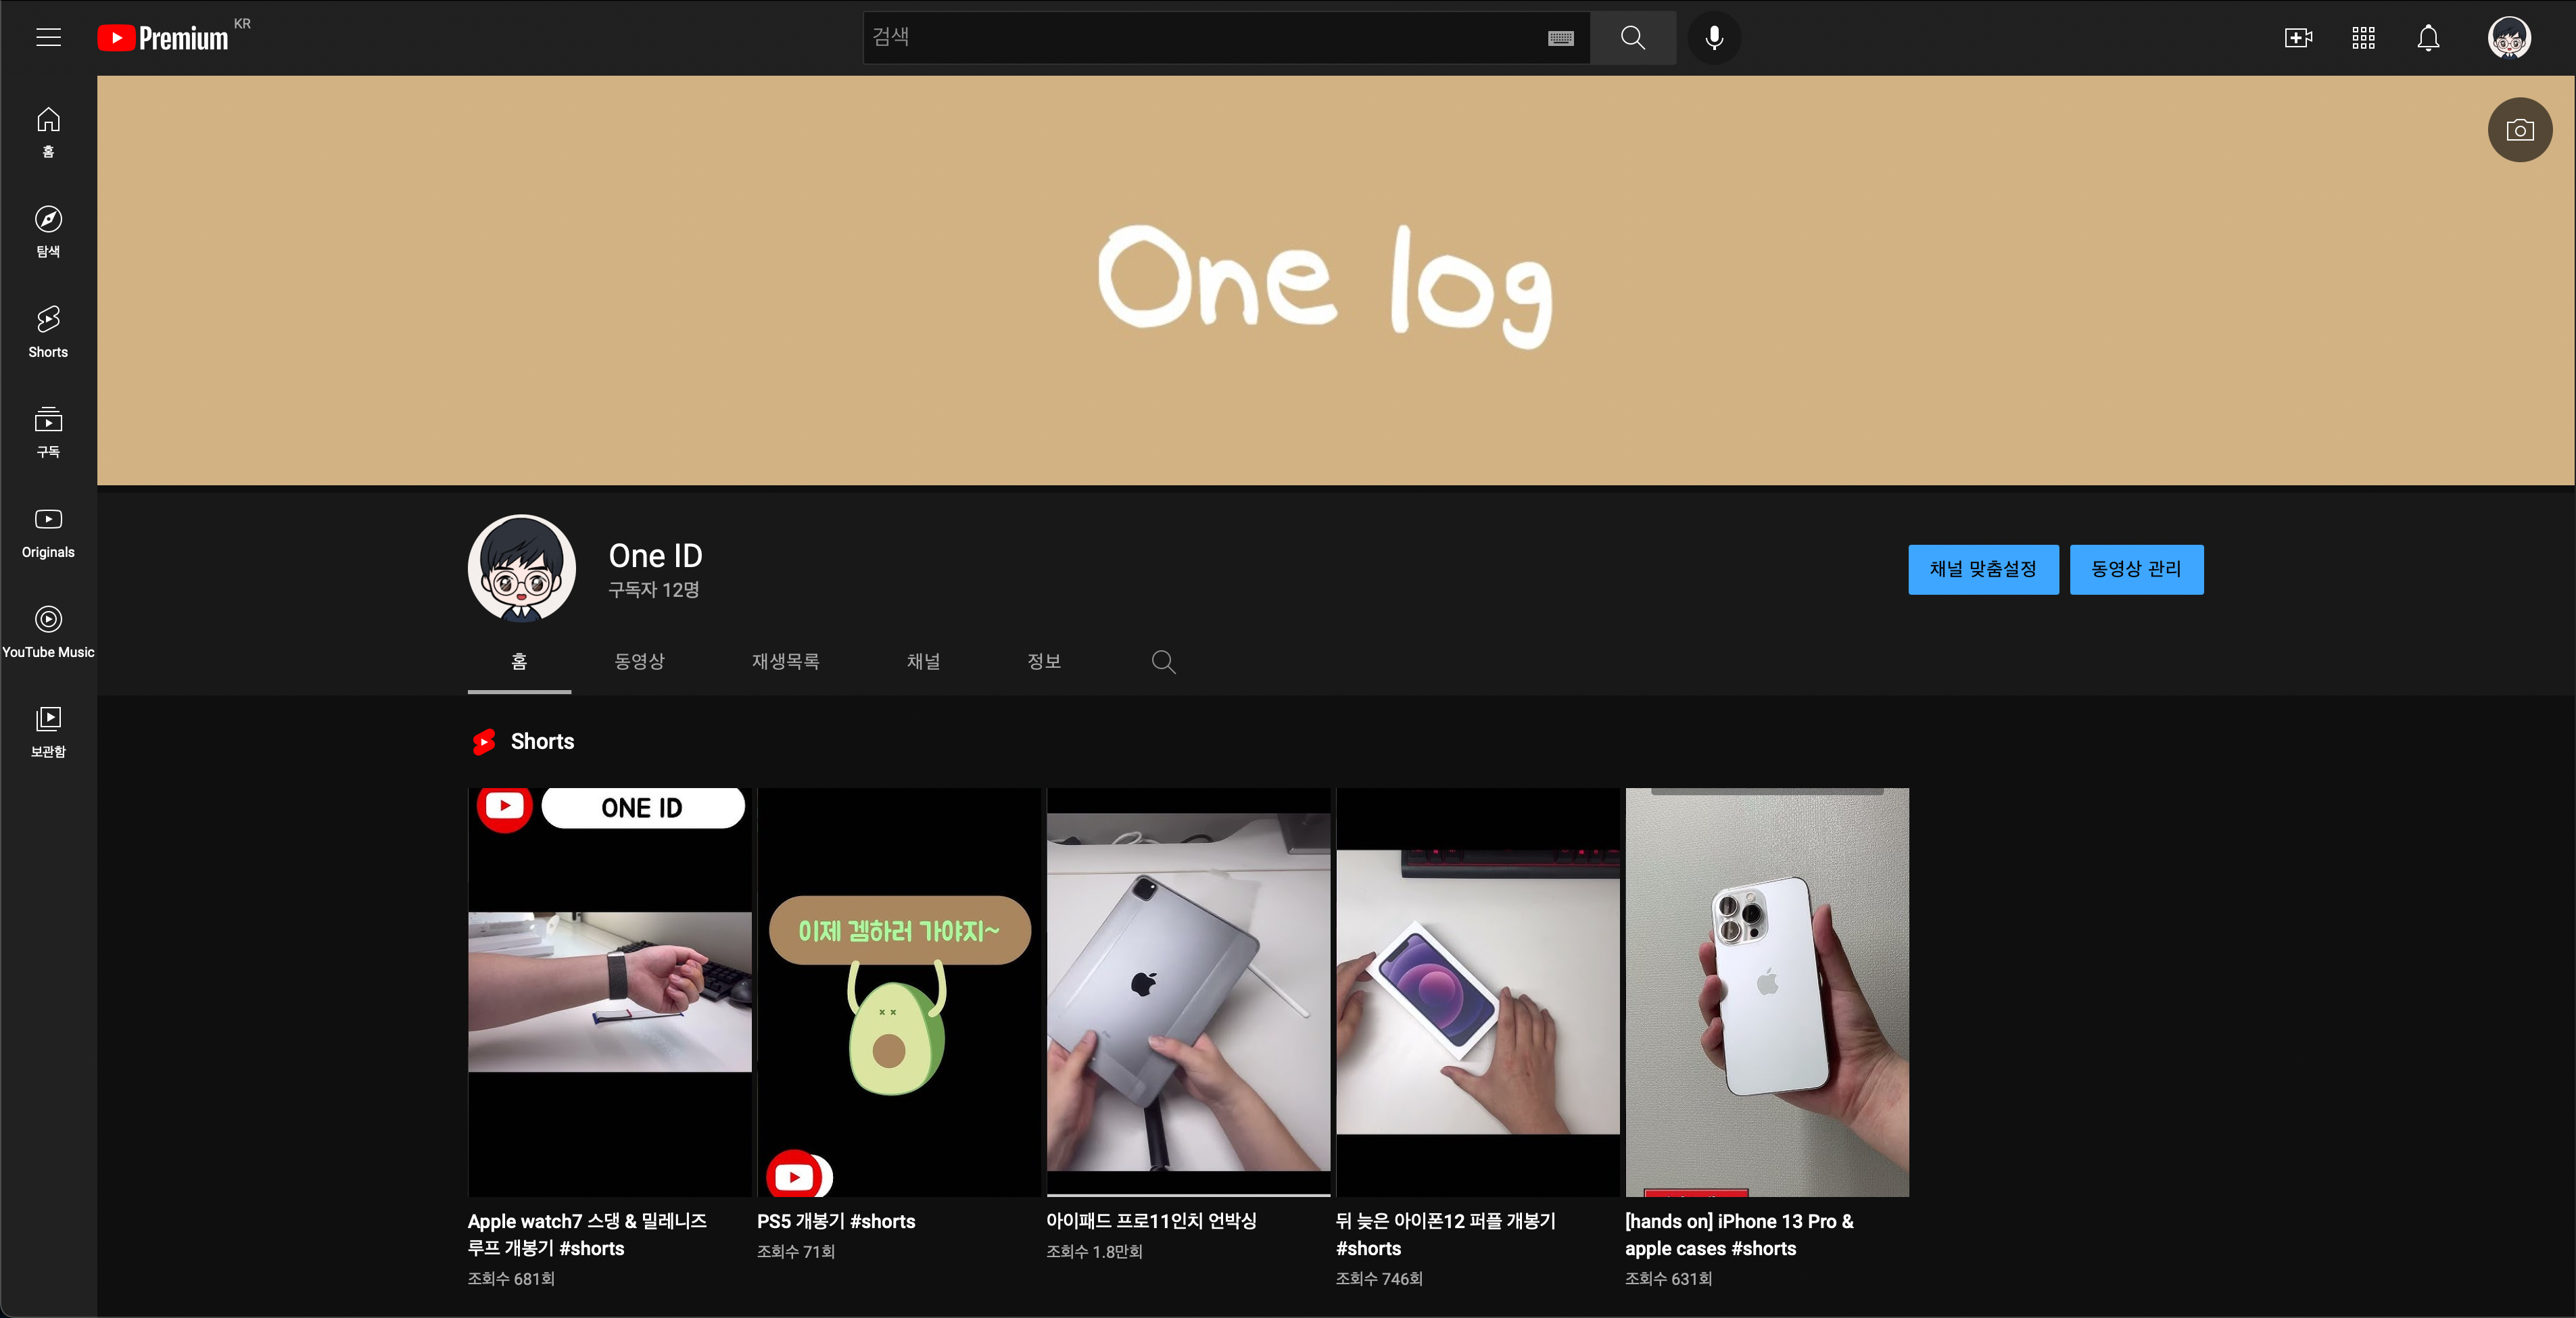 Premium KR
검색
홈
탐색
Shorts
구독
Originals
YouTube Music
보관함
One log
One ID
구독자 12명
채널 맞춤설정
동영상 관리
홈
동영상
재생목록
채널
정보
Shorts
ONE ID
이제 겜하러 가야지~
Apple watch7 스댕 & 밀레니즈
루프 개봉기 #shorts
조회수 681회
PS5 개봉기 #shorts
조회수 71회
아이패드 프로11인치 언박싱
조회수 1.8만회
뒤 늦은 아이폰12 퍼플 개봉기
#shorts
조회수 746회
[hands on] iPhone 13 Pro &
apple cases #shorts
조회수 631회